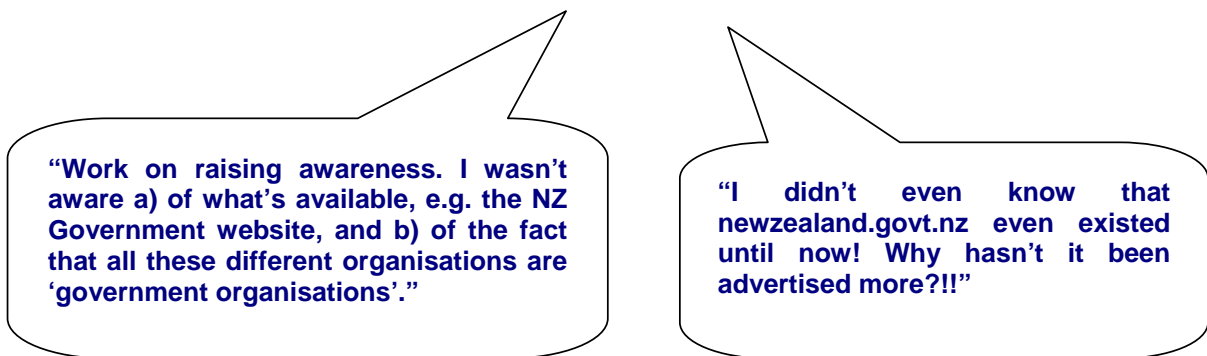 “Work on raising awareness. I wasn’t
aware a) of what’s available, e.g. the NZ
Government website, and b) of the fact
that all these different organisations are
‘government organisations’.”
“I didn’t even know that
newzealand.govt.nz even existed
until now! Why hasn’t it been
advertised more?!!”